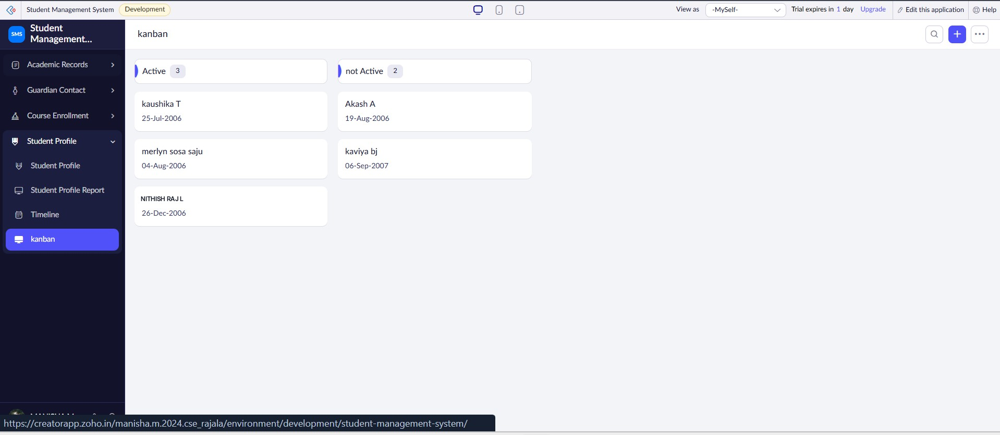 Student Management System Development View as -MySelf- Trial expires in 1 day Upgrade Edit this application Help
SMS Student
Management...
kanban
Academic Records
Guardian Contact
Course Enrollment
Student Profile
Student Profile
Student Profile Report
Timeline
kanban
Active 3
kaushika T
25-Jul-2006
merlyn sosa saju
04-Aug-2006
NITHISH RAJ L
26-Dec-2006
not Active 2
Akash A
19-Aug-2006
kaviya bj
06-Sep-2007
MANISHA M
https://creatorapp.zoho.in/manisha.m.2024.cse_rajala/environment/development/student-management-system/